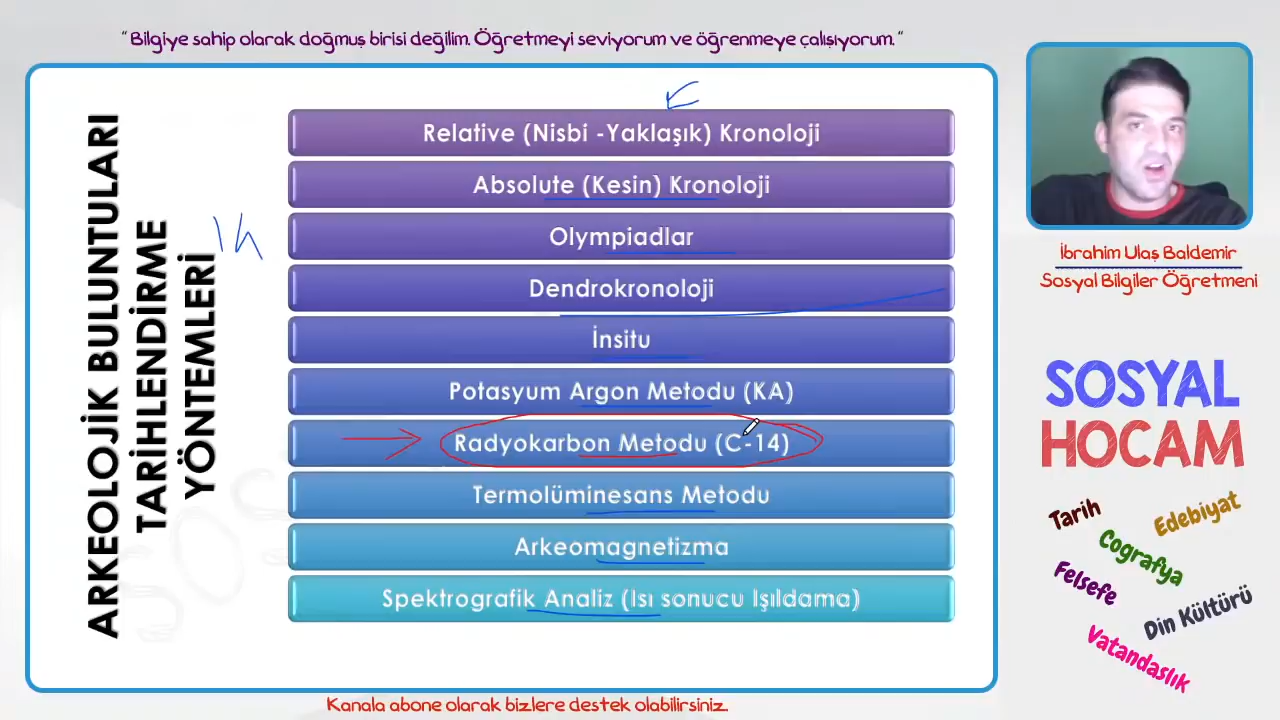 “Bilgiye sahip olarak doğmuş birisi değilim. Öğretmeyi seviyorum ve öğrenmeye çalışıyorum.”
ARKEOLOJİK BULUNTULARI
TARİHLENDİRME
YÖNTEMLERİ
Relative (Nisbi -Yaklaşık) Kronoloji
Absolute (Kesin) Kronoloji
Olympiadlar
Dendrokronoloji
İnsitu
Potasyum Argon Metodu (KA)
Radyokarbon Metodu (C-14)
Termolüminesans Metodu
Arkeomagnetizma
Spektrografik Analiz (Isı sonucu Işıldama)
İbrahim Ulaş Baldemir
Sosyal Bilgiler Öğretmeni
SOSYAL
HOCAM
Tarih
Edebiyat
Coğrafya
Felsefe
Din Kültürü
Vatandaslık
Kanala abone olarak bizlere destek olabilirsiniz.